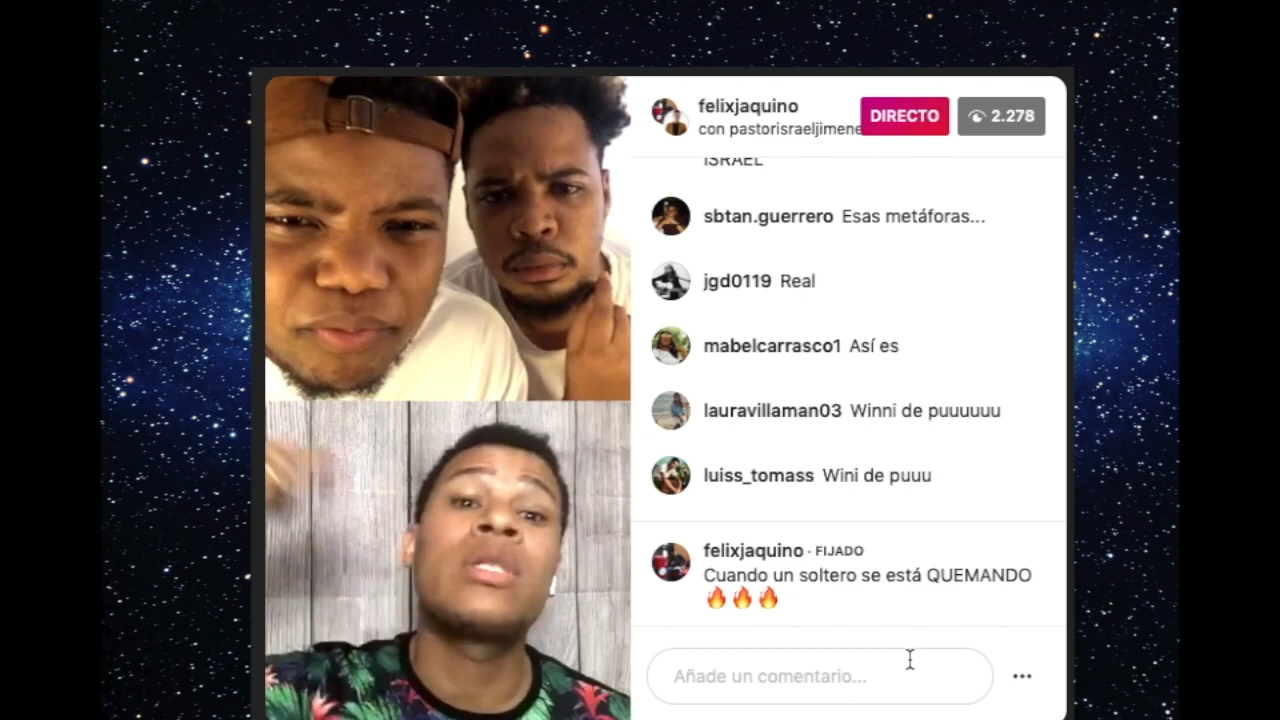 felixjaquino
con pastorisraeljimene
DIRECTO
2.278
ISRAEL
sbtan.guerrero Esas metáforas...
jgd0119 Real
mabelcarrasco1 Así es
lauravillaman03 Winni de puuuuuu
luiss_tomass Wini de puuu
felixjaquino · FIJADO
Cuando un soltero se está QUEMANDO
🔥🔥🔥
Añade un comentario...